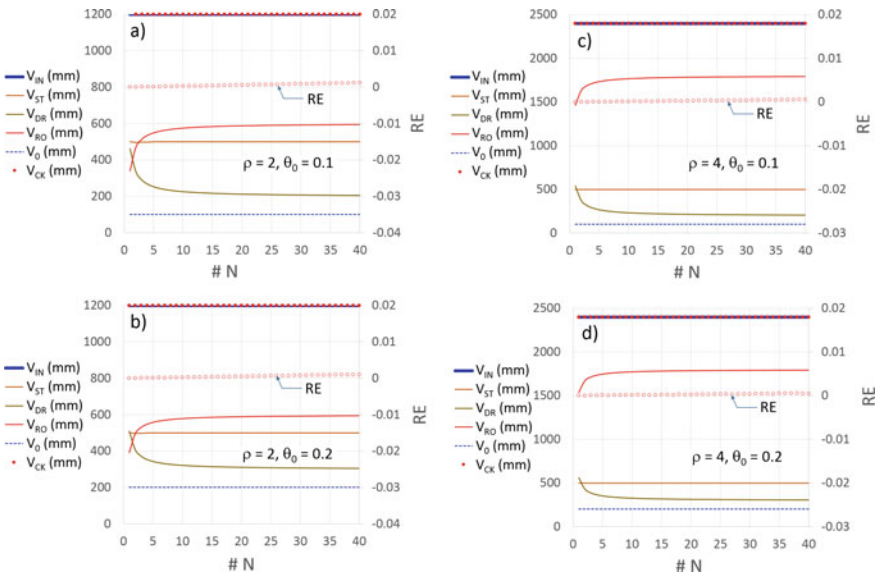 a)
1200
1000
800
600
400
200
0
0.02
0.01
0
-0.01
-0.02
-0.03
-0.04
RE
V_IN (mm)
V_ST (mm)
V_DR (mm)
V_RO (mm)
V_0 (mm)
V_CK (mm)
RE
ρ = 2, θ_0 = 0.1
0 5 10 15 20 25 30 35 40
# N
c)
2500
2000
1500
1000
500
0
0.02
0.01
0
-0.01
-0.02
-0.03
RE
V_IN (mm)
V_ST (mm)
V_DR (mm)
V_RO (mm)
V_0 (mm)
V_CK (mm)
RE
ρ = 4, θ_0 = 0.1
0 5 10 15 20 25 30 35 40
# N
b)
1200
1000
800
600
400
200
0
0.02
0.01
0
-0.01
-0.02
-0.03
-0.04
RE
V_IN (mm)
V_ST (mm)
V_DR (mm)
V_RO (mm)
V_0 (mm)
V_CK (mm)
RE
ρ = 2, θ_0 = 0.2
0 5 10 15 20 25 30 35 40
# N
d)
2500
2000
1500
1000
500
0
0.02
0.01
0
-0.01
-0.02
-0.03
RE
V_IN (mm)
V_ST (mm)
V_DR (mm)
V_RO (mm)
V_0 (mm)
V_CK (mm)
RE
ρ = 4, θ_0 = 0.2
0 5 10 15 20 25 30 35 40
# N